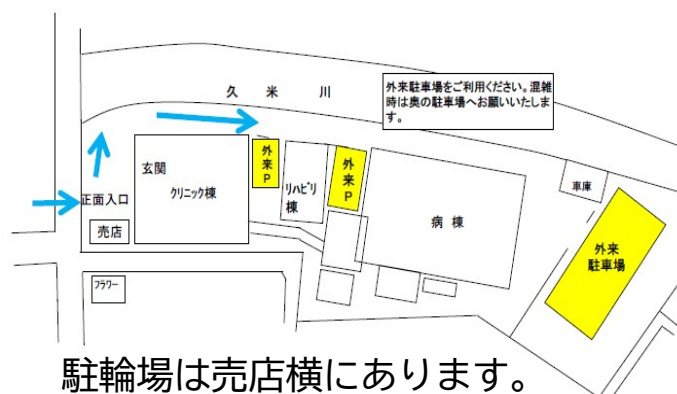 久米川
外来駐車場をご利用ください。混雑
時は奥の駐車場へお願いいたしま
す。
玄関
クリニック棟
外来P
リハビリ
棟
外来P
病棟
車庫
外来
駐車場
正面入口
売店
フラワー
駐輪場は売店横にあります。